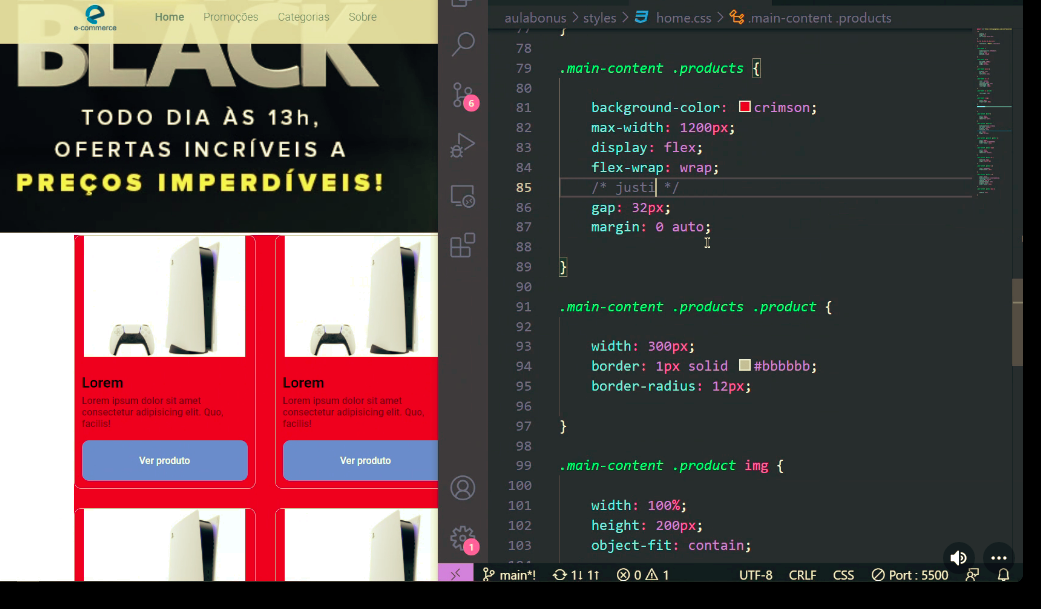 e-commerce
Home Promoções Categorias Sobre
BLACK
TODO DIA ÀS 13h,
OFERTAS INCRÍVEIS A
PREÇOS IMPERDÍVEIS!
Lorem
Lorem ipsum dolor sit amet
consectetur adipisicing elit. Quo,
facilis!
Ver produto
Lorem
Lorem ipsum dolor sit amet
consectetur adipisicing elit. Quo,
facilis!
Ver produto
6
1
aulabonus > styles > home.css > .main-content .products
77 }
78
79 .main-content .products {
80
81 background-color: crimson;
82 max-width: 1200px;
83 display: flex;
84 flex-wrap: wrap;
85 /* justi */
86 gap: 32px;
87 margin: 0 auto;
88
89 }
90
91 .main-content .products .product {
92
93 width: 300px;
94 border: 1px solid #bbbbbb;
95 border-radius: 12px;
96
97 }
98
99 .main-content .product img {
100
101 width: 100%;
102 height: 200px;
103 object-fit: contain;
main*! 1↓ 1↑ 0 1 UTF-8 CRLF CSS Port : 5500